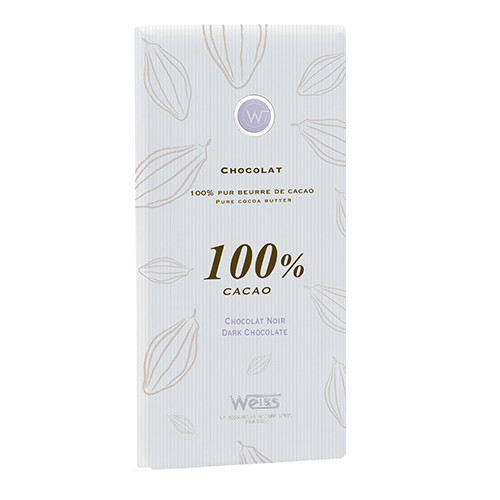 W
CHOCOLAT
100% PUR BEURRE DE CACAO
PURE COCOA BUTTER
100%
CACAO
CHOCOLAT NOIR
DARK CHOCOLATE
Weiss